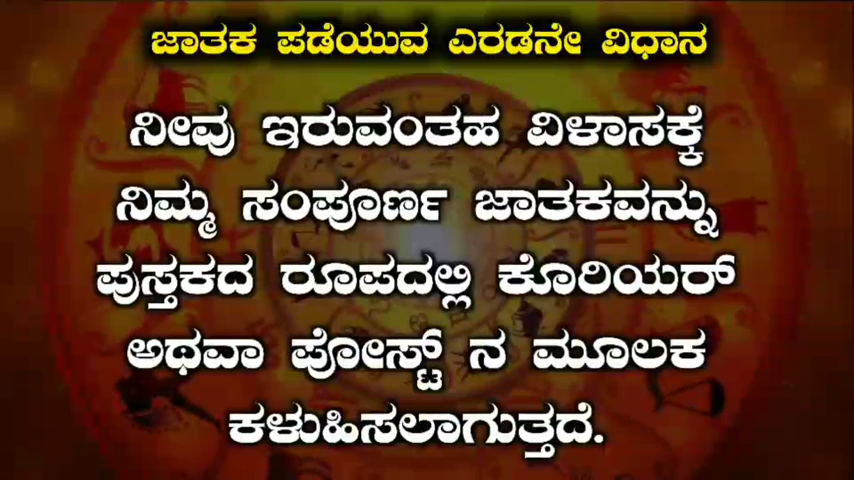 ಜಾತಕ ಪಡೆಯುವ ಎರಡನೇ ವಿಧಾನ
ನೀವು ಇರುವಂತಹ ವಿಳಾಸಕ್ಕೆ
ನಿಮ್ಮ ಸಂಪೂರ್ಣ ಜಾತಕವನ್ನು
ಪುಸ್ತಕದ ರೂಪದಲ್ಲಿ ಕೊರಿಯರ್
ಅಥವಾ ಪೋಸ್ಟ್ ನ ಮೂಲಕ
ಕಳುಹಿಸಲಾಗುತ್ತದೆ.